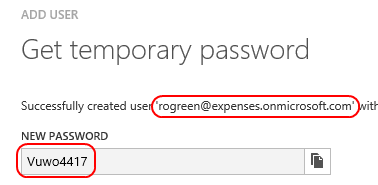 ADD USER
Get temporary password
Successfully created user 'rogreen@expenses.onmicrosoft.com' with
NEW PASSWORD
Vuwo4417